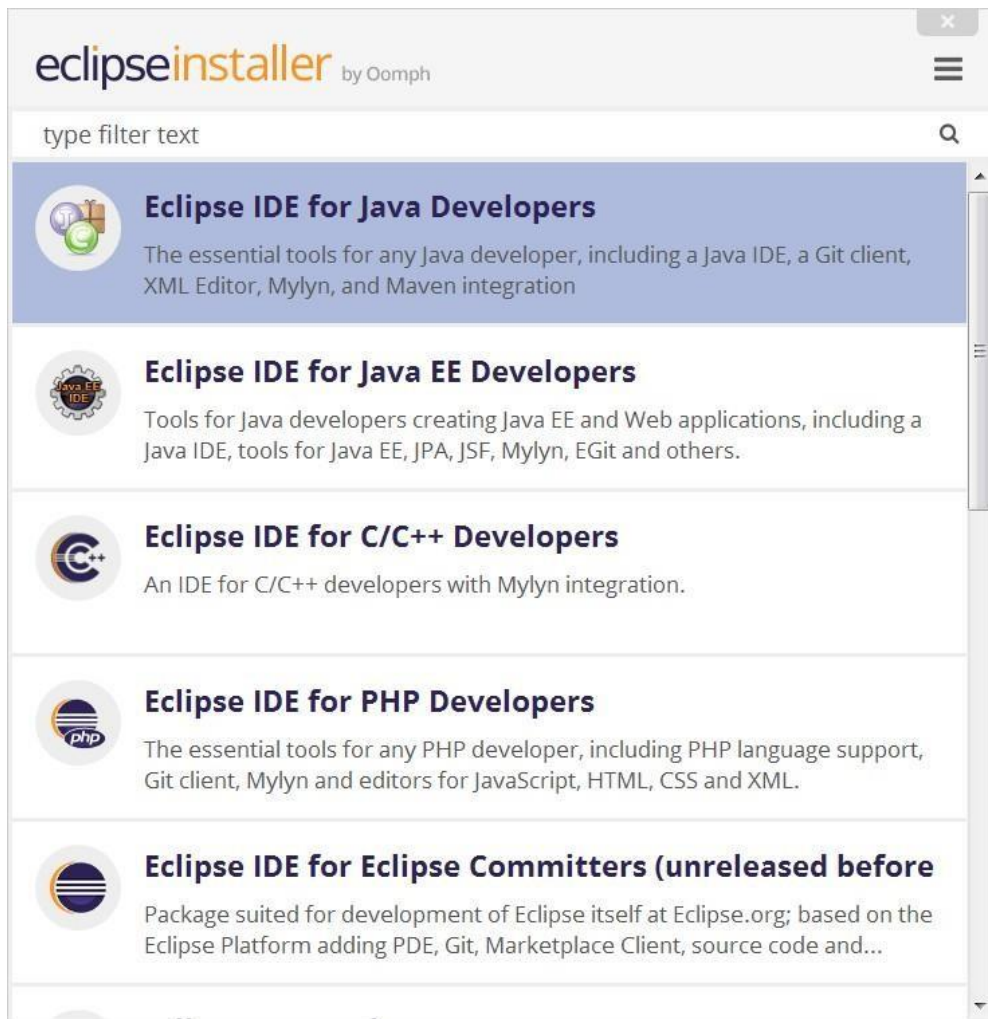 eclipseinstaller by Oomph
type filter text
Eclipse IDE for Java Developers
The essential tools for any Java developer, including a Java IDE, a Git client,
XML Editor, Mylyn, and Maven integration
Java EE
IDE
Eclipse IDE for Java EE Developers
Tools for Java developers creating Java EE and Web applications, including a
Java IDE, tools for Java EE, JPA, JSF, Mylyn, EGit and others.
C++
Eclipse IDE for C/C++ Developers
An IDE for C/C++ developers with Mylyn integration.
php
Eclipse IDE for PHP Developers
The essential tools for any PHP developer, including PHP language support,
Git client, Mylyn and editors for JavaScript, HTML, CSS and XML.
Eclipse IDE for Eclipse Committers (unreleased before
Package suited for development of Eclipse itself at Eclipse.org; based on the
Eclipse Platform adding PDE, Git, Marketplace Client, source code and...